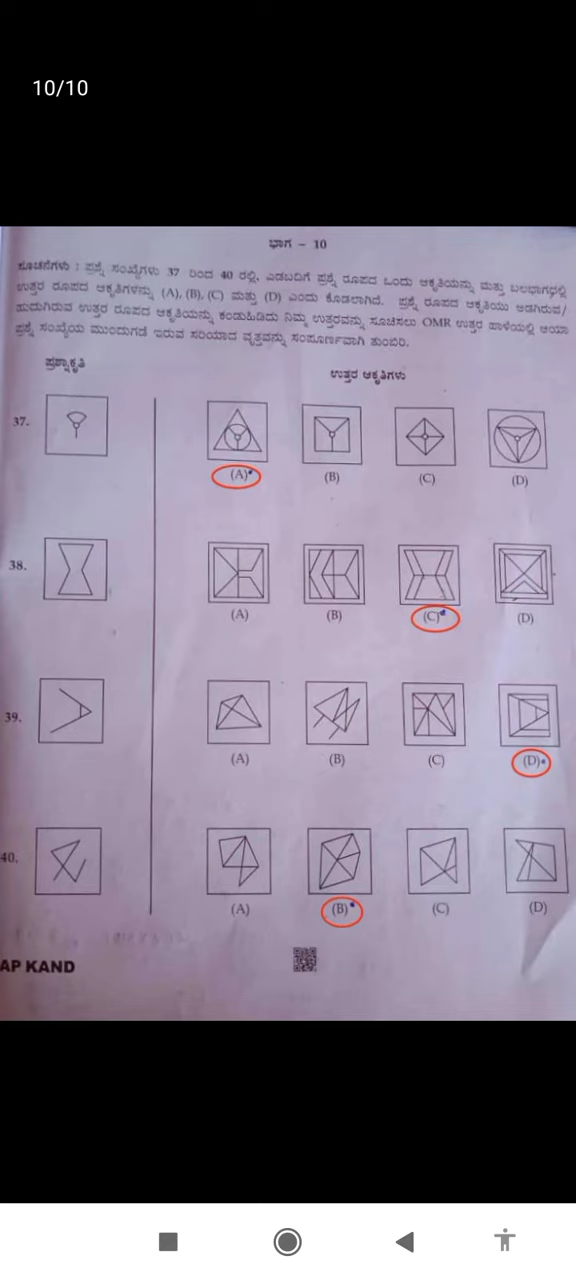 10/10
ಭಾಗ – 10
ಸೂಚನೆಗಳು : ಪ್ರಶ್ನೆ ಸಂಖ್ಯೆಗಳು 37 ರಿಂದ 40 ರಲ್ಲಿ, ಎಡಬದಿಗೆ ಪ್ರಶ್ನೆ ರೂಪದ ಒಂದು ಆಕೃತಿಯನ್ನು ಮತ್ತು ಬಲಭಾಗದಲ್ಲಿ
ಉತ್ತರ ರೂಪದ ಆಕೃತಿಗಳನ್ನು (A), (B), (C) ಮತ್ತು (D) ಎಂದು ಕೊಡಲಾಗಿದೆ. ಪ್ರಶ್ನೆ ರೂಪದ ಆಕೃತಿಯು ಅಡಗಿರುವ/
ಹುದುಗಿರುವ ಉತ್ತರ ರೂಪದ ಆಕೃತಿಯನ್ನು ಕಂಡುಹಿಡಿದು ನಿಮ್ಮ ಉತ್ತರವನ್ನು ಸೂಚಿಸಲು OMR ಉತ್ತರ ಹಾಳೆಯಲ್ಲಿ ಆಯಾ
ಪ್ರಶ್ನೆ ಸಂಖ್ಯೆಯ ಮುಂದುಗಡೆ ಇರುವ ಸರಿಯಾದ ವೃತ್ತವನ್ನು ಸಂಪೂರ್ಣವಾಗಿ ತುಂಬಿರಿ.
ಪ್ರಶ್ನಾಕೃತಿ
ಉತ್ತರ ಆಕೃತಿಗಳು
37.
(A) (B) (C) (D)
38.
(A) (B) (C) (D)
39.
(A) (B) (C) (D)
40.
(A) (B) (C) (D)
AP KAND